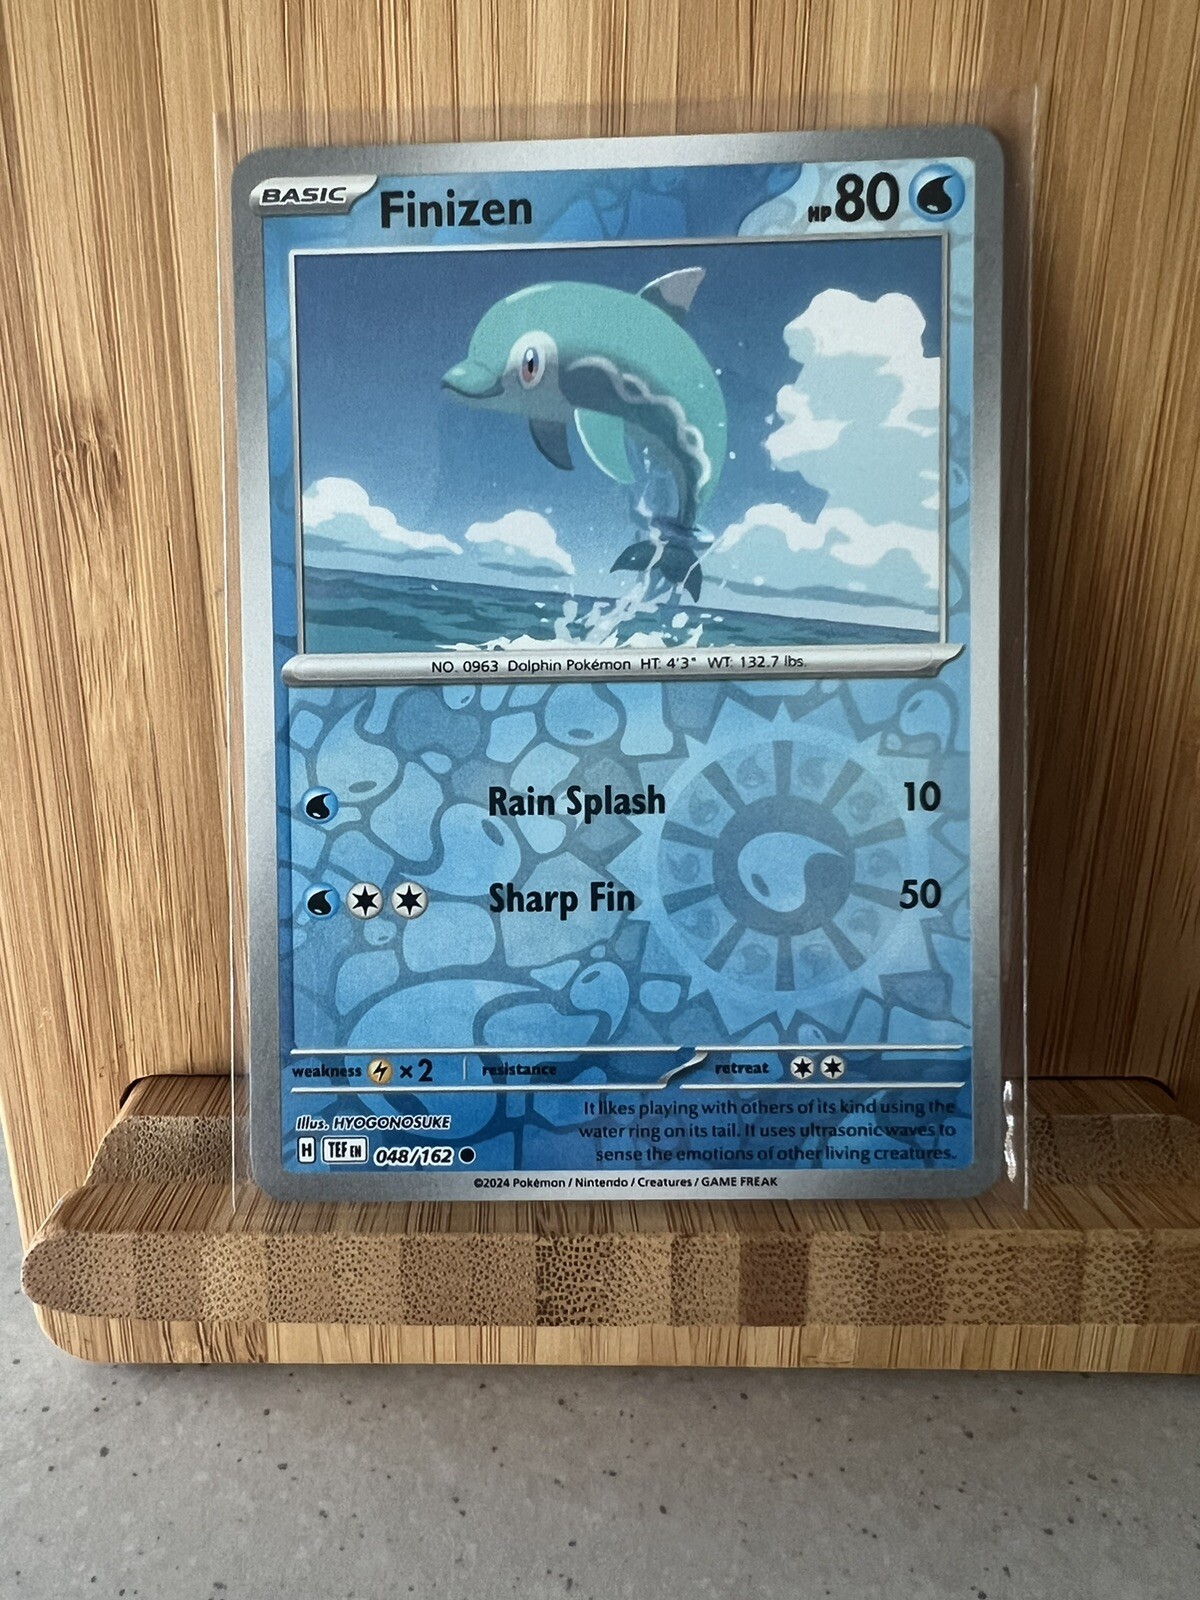 BASIC Finizen HP 80
NO. 0963 Dolphin Pokémon HT: 4'3" WT: 132.7 lbs.
Rain Splash 10
Sharp Fin 50
weakness ×2 resistance retreat
Illus. HYOGONOSUKE
H TEF EN 048/162
It likes playing with others of its kind using the
water ring on its tail. It uses ultrasonic waves to
sense the emotions of other living creatures.
©2024 Pokémon / Nintendo / Creatures / GAME FREAK